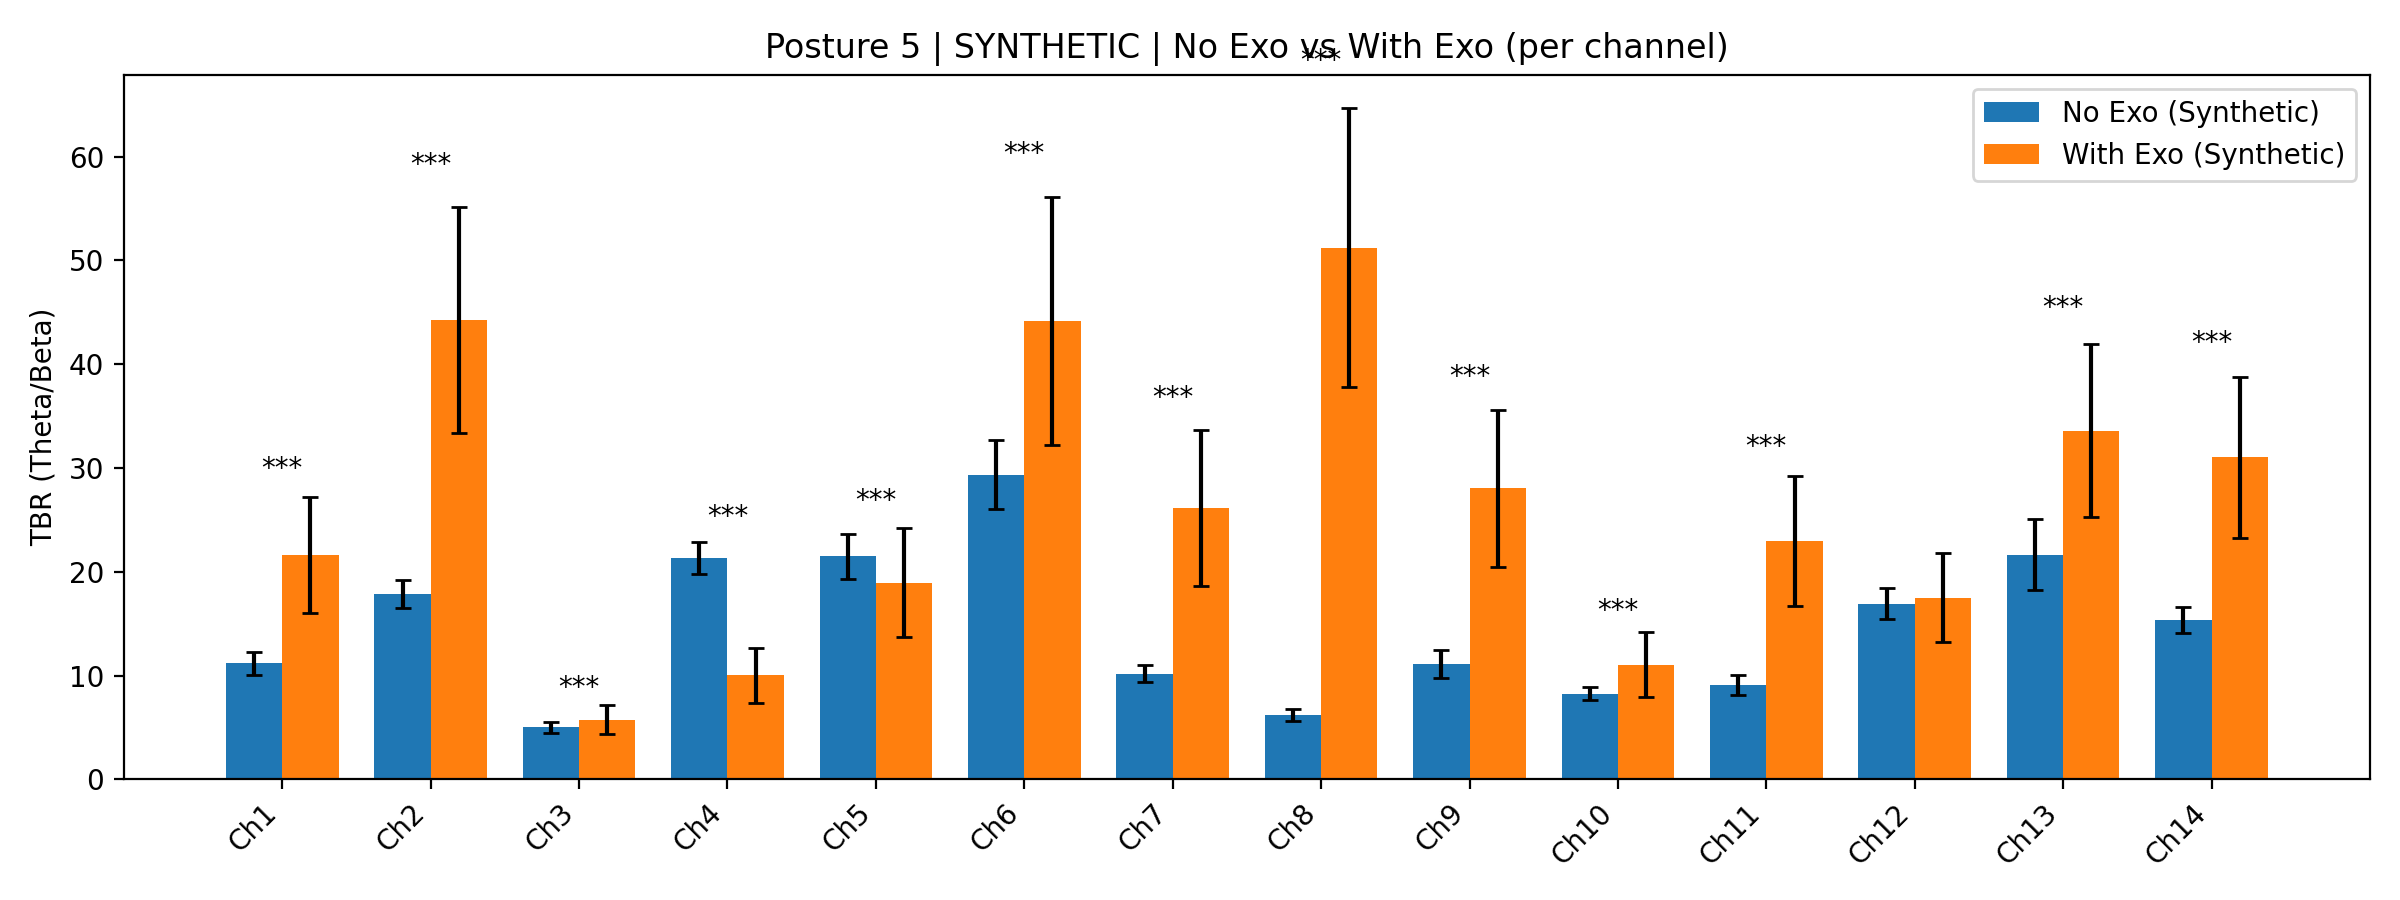 Posture 5 | SYNTHETIC | No Exo vs With Exo (per channel)
***
No Exo (Synthetic)
With Exo (Synthetic)
TBR (Theta/Beta)
60
50
40
30
20
10
0
***
***
***
***
***
***
***
***
***
***
***
***
Ch1
Ch2
Ch3
Ch4
Ch5
Ch6
Ch7
Ch8
Ch9
Ch10
Ch11
Ch12
Ch13
Ch14